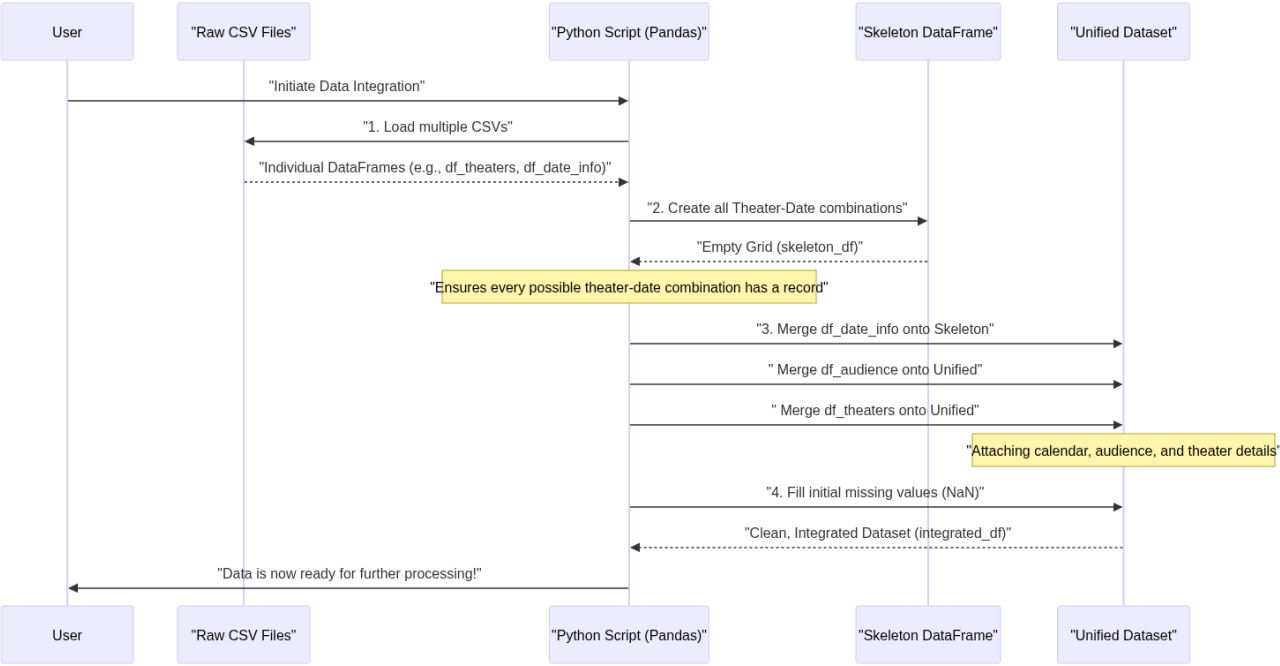 User
"Raw CSV Files"
"Python Script (Pandas)"
"Skeleton DataFrame"
"Unified Dataset"
"Initiate Data Integration"
"1. Load multiple CSVs"
"Individual DataFrames (e.g., df_theaters, df_date_info)"
"2. Create all Theater-Date combinations"
"Empty Grid (skeleton_df)"
"Ensures every possible theater-date combination has a record"
"3. Merge df_date_info onto Skeleton"
" Merge df_audience onto Unified"
" Merge df_theaters onto Unified"
"Attaching calendar, audience, and theater details"
"4. Fill initial missing values (NaN)"
"Clean, Integrated Dataset (integrated_df)"
"Data is now ready for further processing!"
User
"Raw CSV Files"
"Python Script (Pandas)"
"Skeleton DataFrame"
"Unified Dataset"